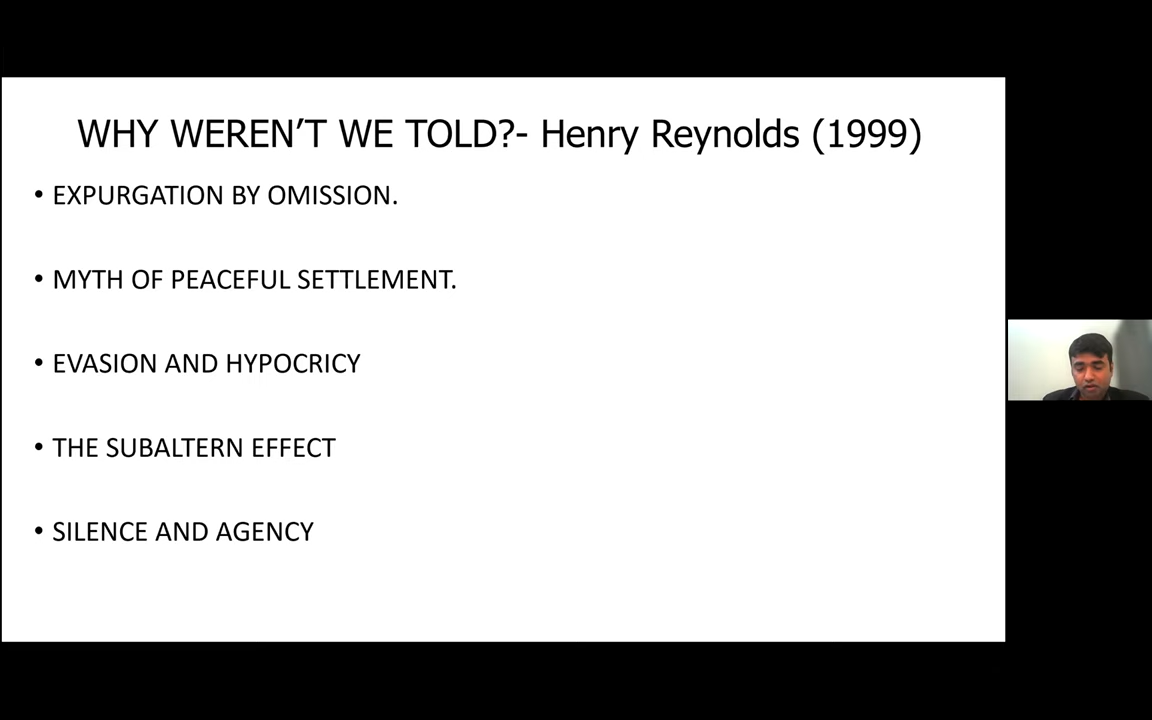 WHY WEREN’T WE TOLD?- Henry Reynolds (1999)
• EXPURGATION BY OMISSION.
• MYTH OF PEACEFUL SETTLEMENT.
• EVASION AND HYPOCRICY
• THE SUBALTERN EFFECT
• SILENCE AND AGENCY